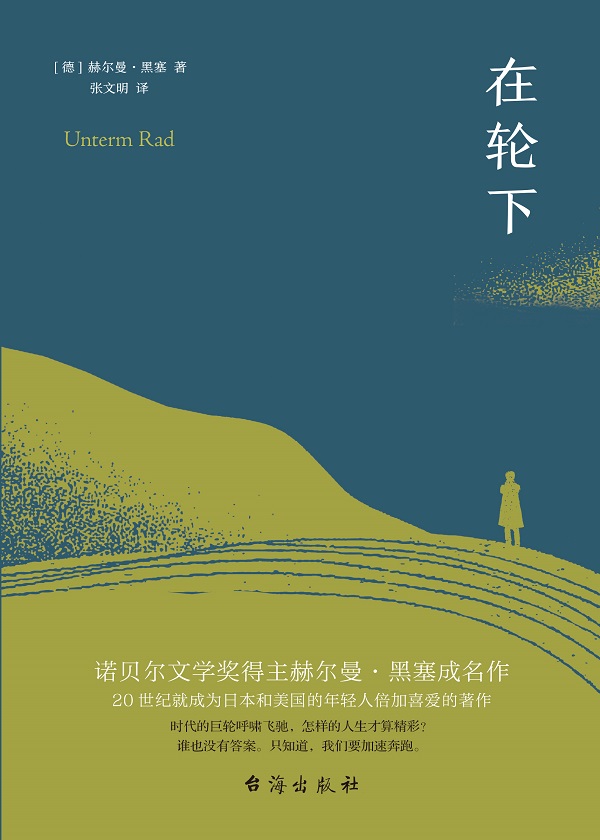 [德] 赫尔曼·黑塞 著
张文明 译
Unterm Rad
在轮下
诺贝尔文学奖得主赫尔曼·黑塞成名作
20世纪就成为日本和美国的年轻人倍加喜爱的著作
时代的巨轮呼啸飞驰，怎样的人生才算精彩？
谁也没有答案。只知道，我们要加速奔跑。
台海出版社